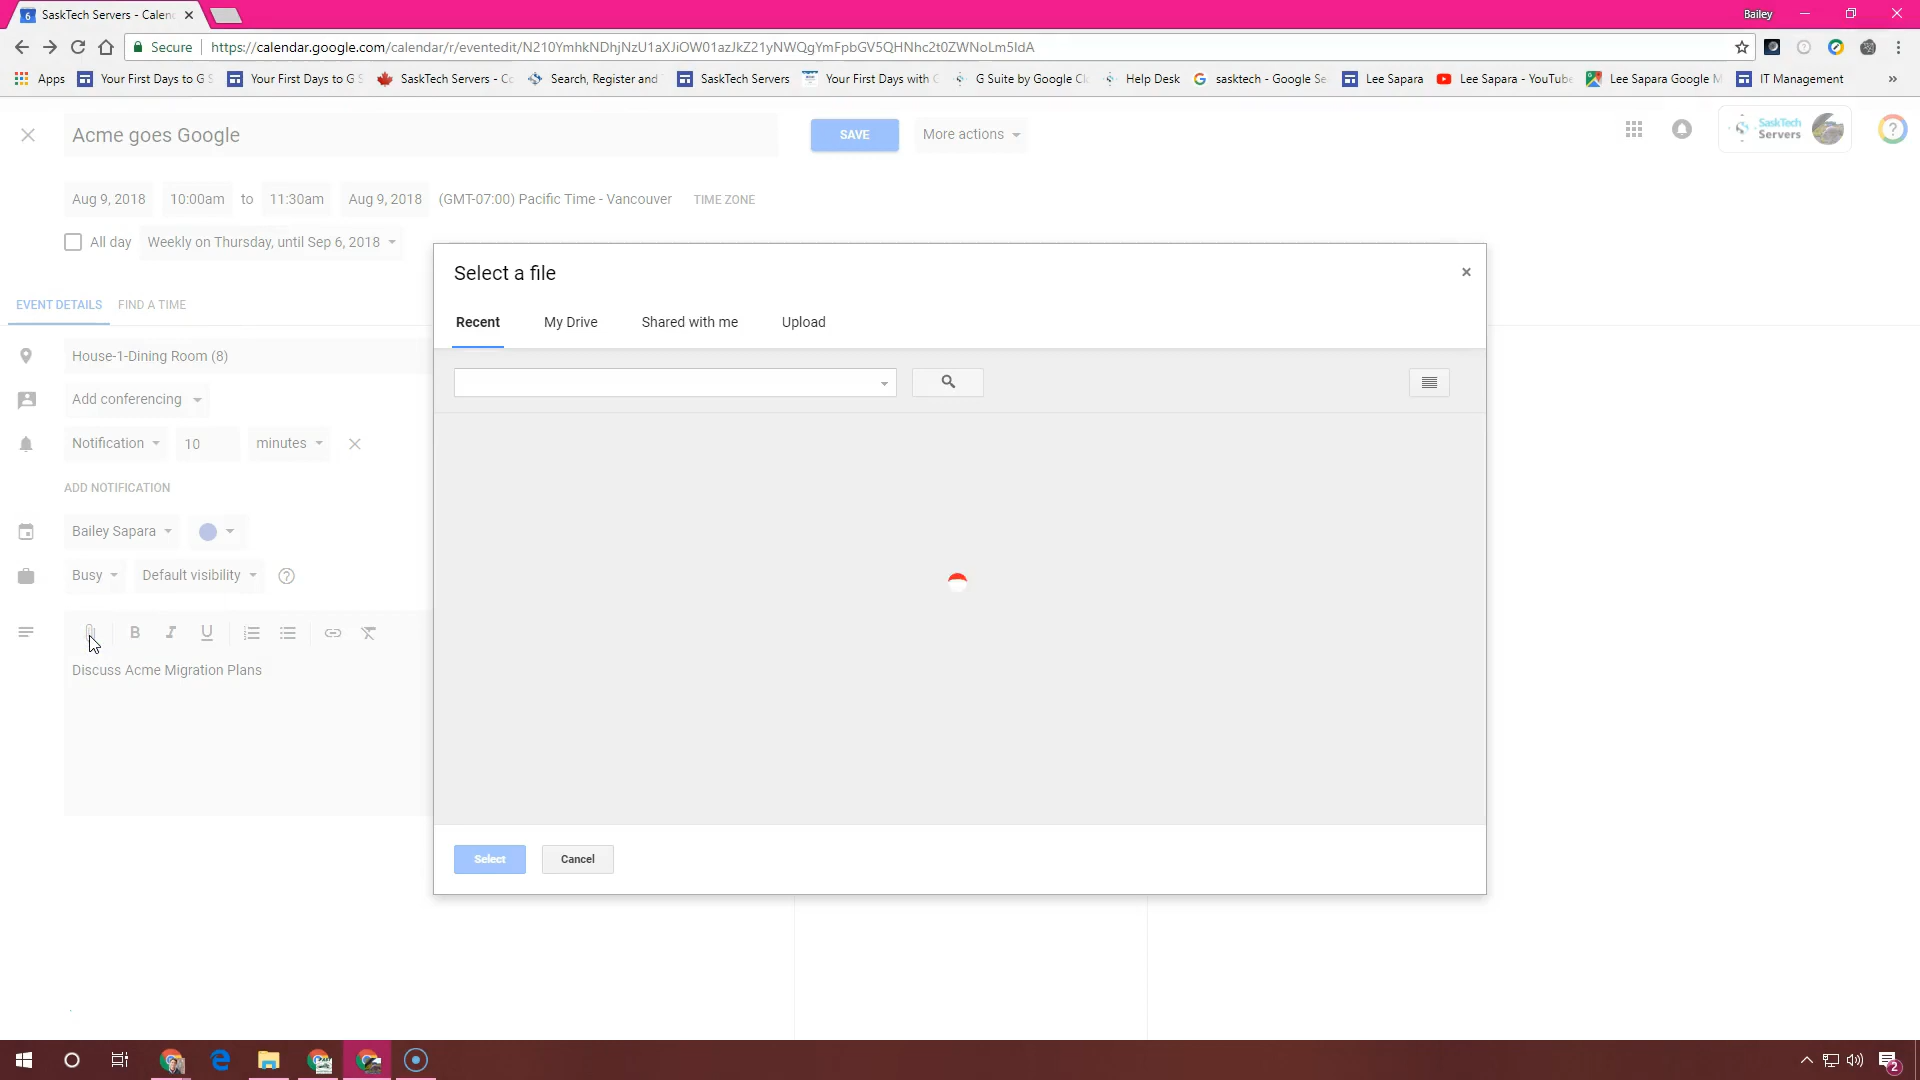 SaskTech Servers - Calen
Bailey
Secure
https://calendar.google.com/calendar/r/eventedit/N210YmhkNDhjNzU1aXJiOW01azJkZ21yNWQgYmFpbGV5QHNhc2t0ZWNoLm5ldA
Apps
Your First Days to G S
Your First Days to G S
SaskTech Servers - Co
Search, Register and
SaskTech Servers
Your First Days with G
G Suite by Google Clo
Help Desk
sasktech - Google Se
Lee Sapara
Lee Sapara - YouTube
Lee Sapara Google M
IT Management
»
Acme goes Google
SAVE
More actions
SaskTech
Servers
Aug 9, 2018
10:00am
to
11:30am
Aug 9, 2018
(GMT-07:00) Pacific Time - Vancouver
TIME ZONE
All day
Weekly on Thursday, until Sep 6, 2018
EVENT DETAILS
FIND A TIME
House-1-Dining Room (8)
Add conferencing
Notification
10
minutes
ADD NOTIFICATION
Bailey Sapara
Busy
Default visibility
B I U
Discuss Acme Migration Plans
Select a file
Recent
My Drive
Shared with me
Upload
Select
Cancel
2